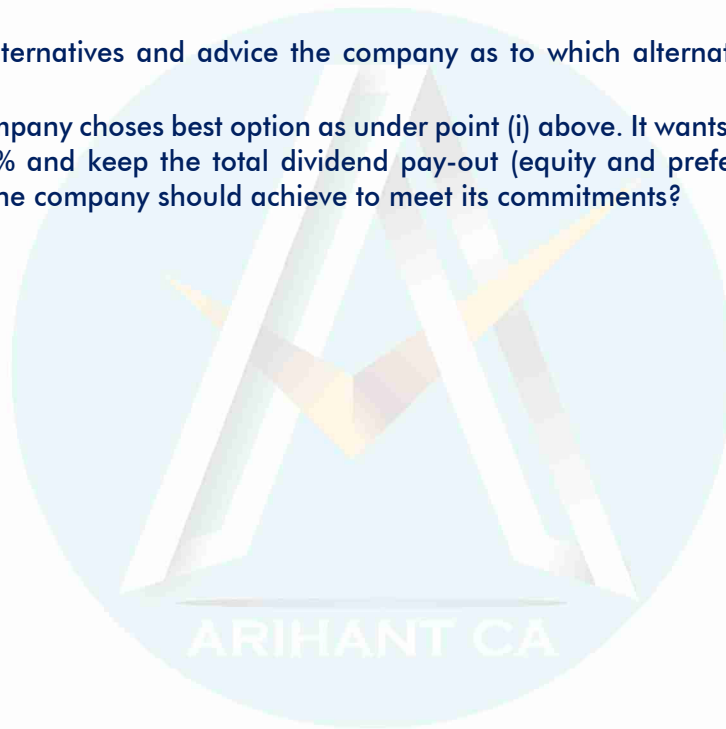 ternatives and advice the company as to which alternat
mpany choses best option as under point (i) above. It wants
% and keep the total dividend pay-out (equity and prefe
he company should achieve to meet its commitments?
ARIHANT CA